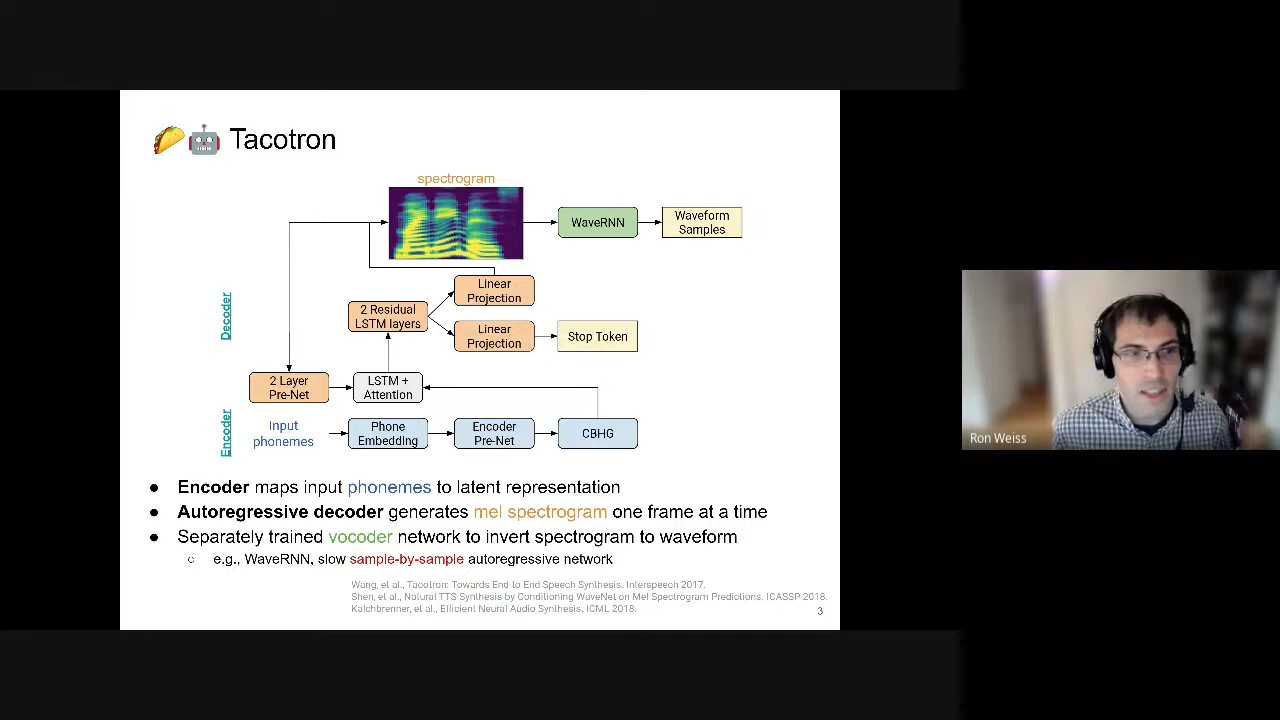 🌮🤖 Tacotron
spectrogram
WaveRNN
Waveform
Samples
Decoder
Linear
Projection
2 Residual
LSTM layers
Linear
Projection
Stop Token
2 Layer
Pre-Net
LSTM +
Attention
Encoder
Input
phonemes
Phone
Embedding
Encoder
Pre-Net
CBHG
● Encoder maps input phonemes to latent representation
● Autoregressive decoder generates mel spectrogram one frame at a time
● Separately trained vocoder network to invert spectrogram to waveform
○ e.g., WaveRNN, slow sample-by-sample autoregressive network
Wang, et al., Tacotron: Towards End to End Speech Synthesis. Interspeech 2017.
Shen, et al., Natural TTS Synthesis by Conditioning WaveNet on Mel Spectrogram Predictions. ICASSP 2018.
Kalchbrenner, et al., Efficient Neural Audio Synthesis. ICML 2018.
3
Ron Weiss